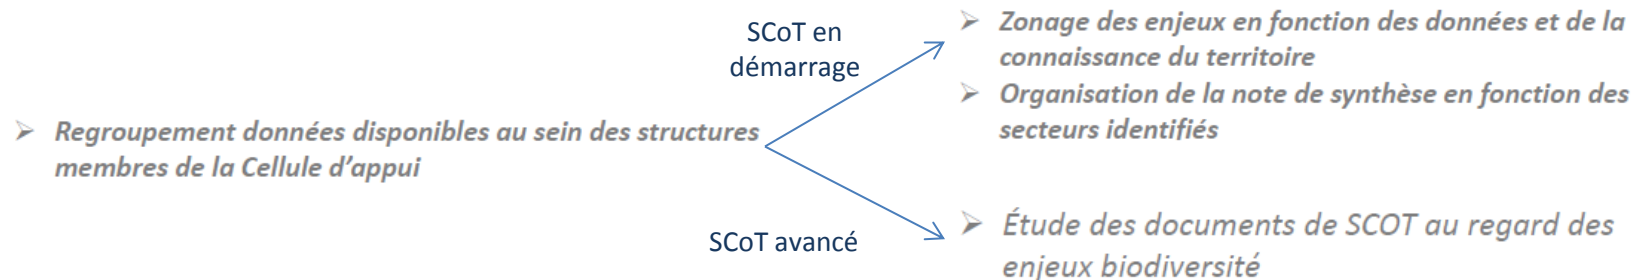 ➢ Regroupement données disponibles au sein des structures
membres de la Cellule d'appui
SCoT en
démarrage
➢ Zonage des enjeux en fonction des données et de la
connaissance du territoire
➢ Organisation de la note de synthèse en fonction des
secteurs identifiés
SCoT avancé
➢ Étude des documents de SCOT au regard des
enjeux biodiversité